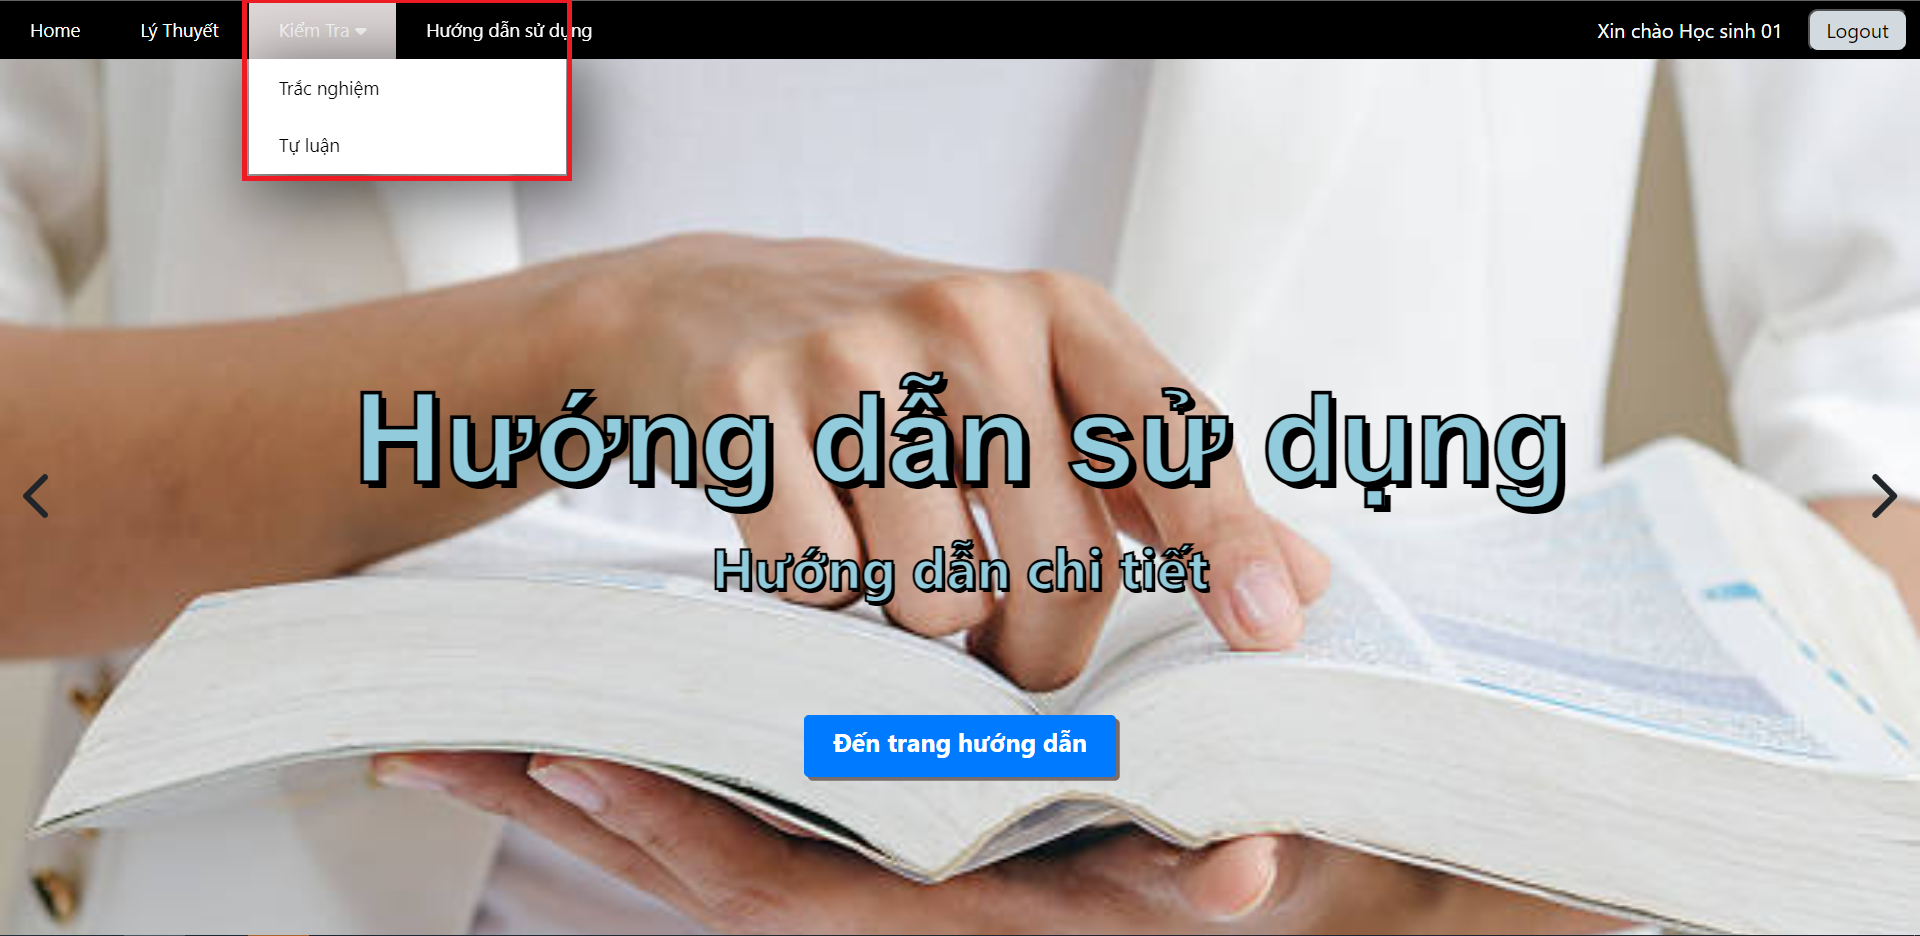 Home Lý Thuyết Kiểm Tra Hướng dẫn sử dụng Xin chào Học sinh 01 Logout
Trắc nghiệm
Tự luận
Hướng dẫn sử dụng
Hướng dẫn chi tiết
Đến trang hướng dẫn